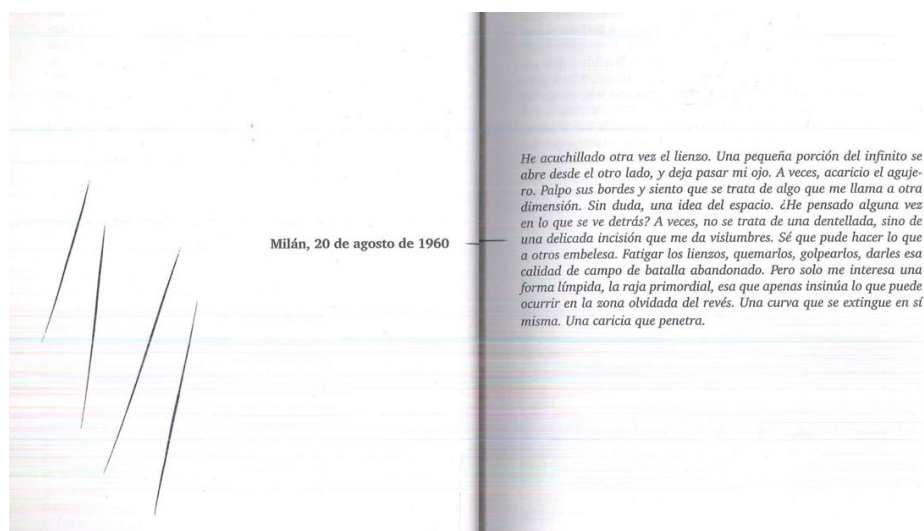 Milán, 20 de agosto de 1960
He acuchillado otra vez el lienzo. Una pequeña porción del infinito se
abre desde el otro lado, y deja pasar mi ojo. A veces, acaricio el aguje-
ro. Palpo sus bordes y siento que se trata de algo que me llama a otra
dimensión. Sin duda, una idea del espacio. ¿He pensado alguna vez
en lo que se ve detrás? A veces, no se trata de una dentellada, sino de
una delicada incisión que me da vislumbres. Sé que pude hacer lo que
a otros embelesa. Fatigar los lienzos, quemarlos, golpearlos, darles esa
calidad de campo de batalla abandonado. Pero solo me interesa una
forma límpida, la raja primordial, esa que apenas insinúa lo que puede
ocurrir en la zona olvidada del revés. Una curva que se extingue en sí
misma. Una caricia que penetra.